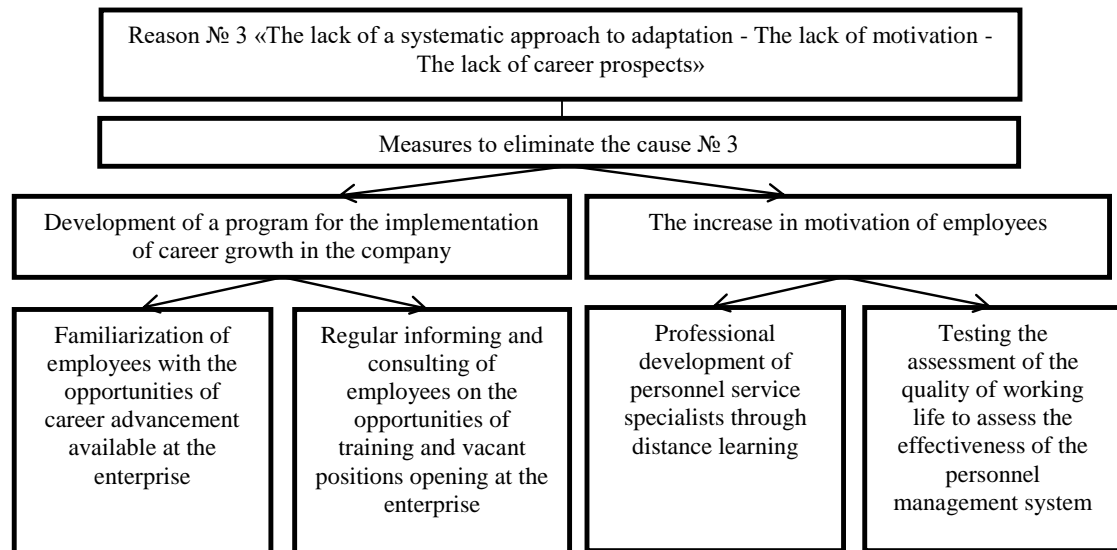 Reason № 3 «The lack of a systematic approach to adaptation - The lack of motivation -
The lack of career prospects»
Measures to eliminate the cause № 3
Development of a program for the implementation
of career growth in the company
The increase in motivation of employees
Familiarization of
employees with the
opportunities of
career advancement
available at the
enterprise
Regular informing and
consulting of
employees on the
opportunities of
training and vacant
positions opening at the
enterprise
Professional
development of
personnel service
specialists through
distance learning
Testing the
assessment of the
quality of working
life to assess the
effectiveness of the
personnel
management system